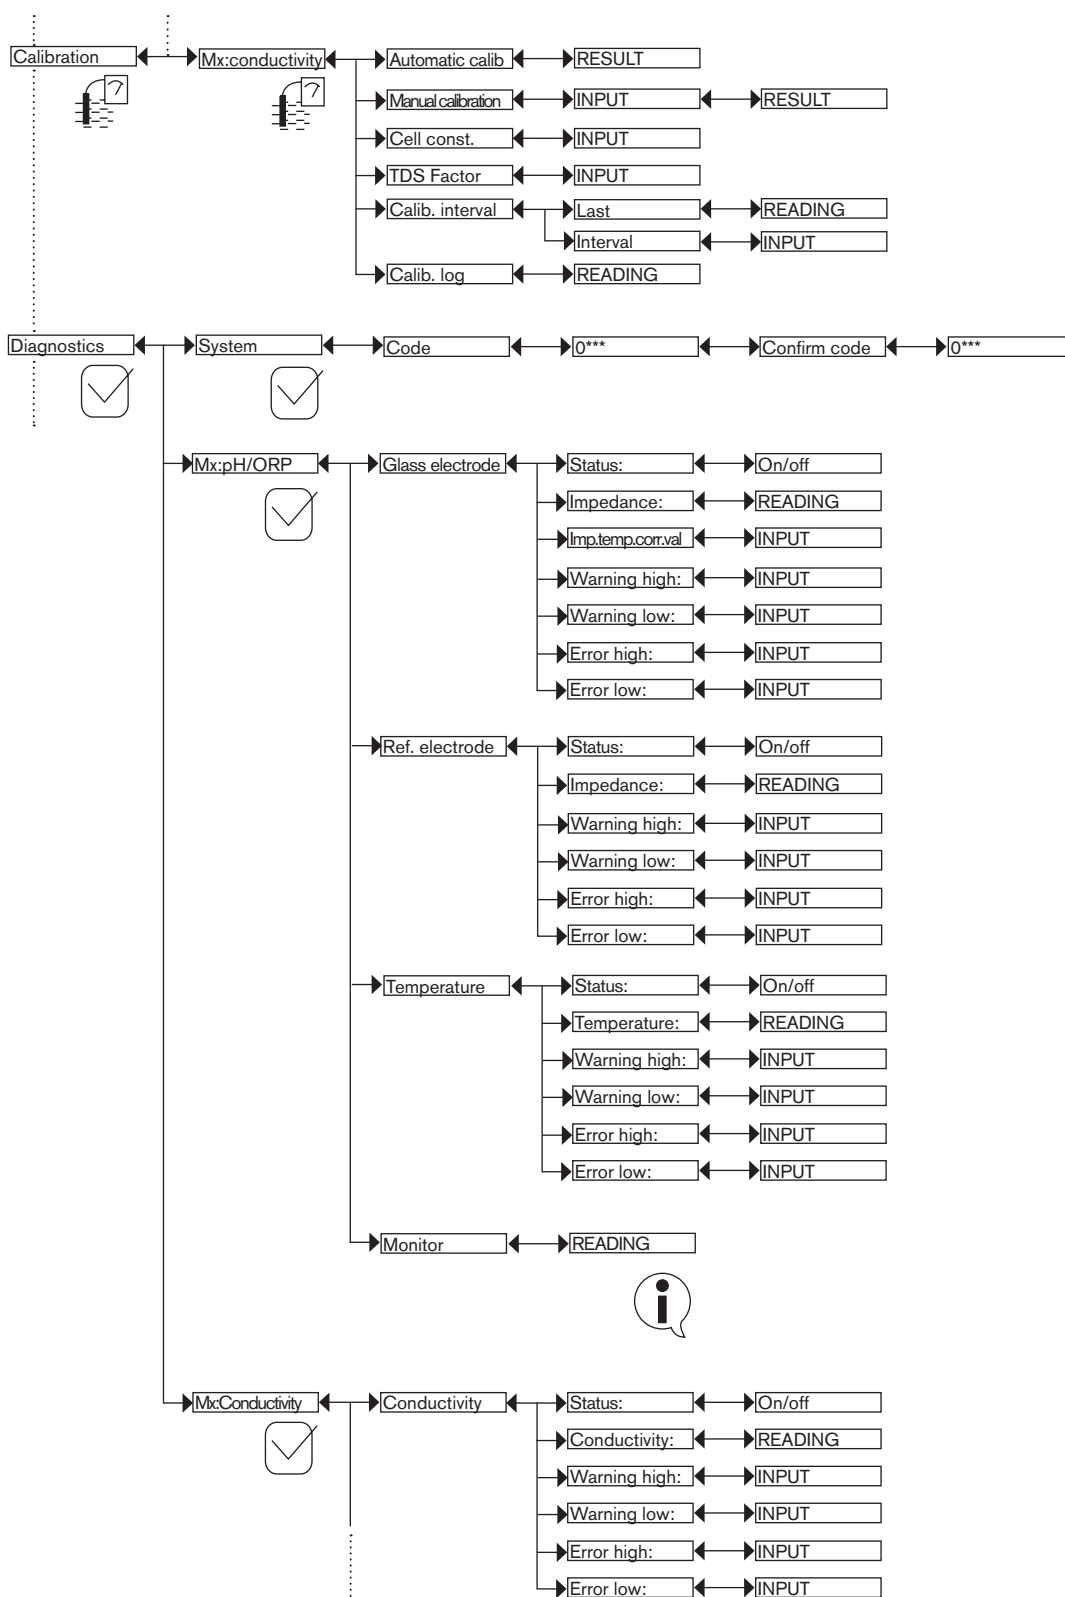 Calibration Mx:conductivity Automatic calib RESULT
Manual calibration INPUT RESULT
Cell const. INPUT
TDS Factor INPUT
Calib. interval Last READING
Interval INPUT
Calib. log READING
Diagnostics System Code 0*** Confirm code 0***
Mx:pH/ORP Glass electrode Status: On/off
Impedance: READING
Imp.temp.corr.val INPUT
Warning high: INPUT
Warning low: INPUT
Error high: INPUT
Error low: INPUT
Ref. electrode Status: On/off
Impedance: READING
Warning high: INPUT
Warning low: INPUT
Error high: INPUT
Error low: INPUT
Temperature Status: On/off
Temperature: READING
Warning high: INPUT
Warning low: INPUT
Error high: INPUT
Error low: INPUT
Monitor READING
Mx:Conductivity Conductivity Status: On/off
Conductivity: READING
Warning high: INPUT
Warning low: INPUT
Error high: INPUT
Error low: INPUT